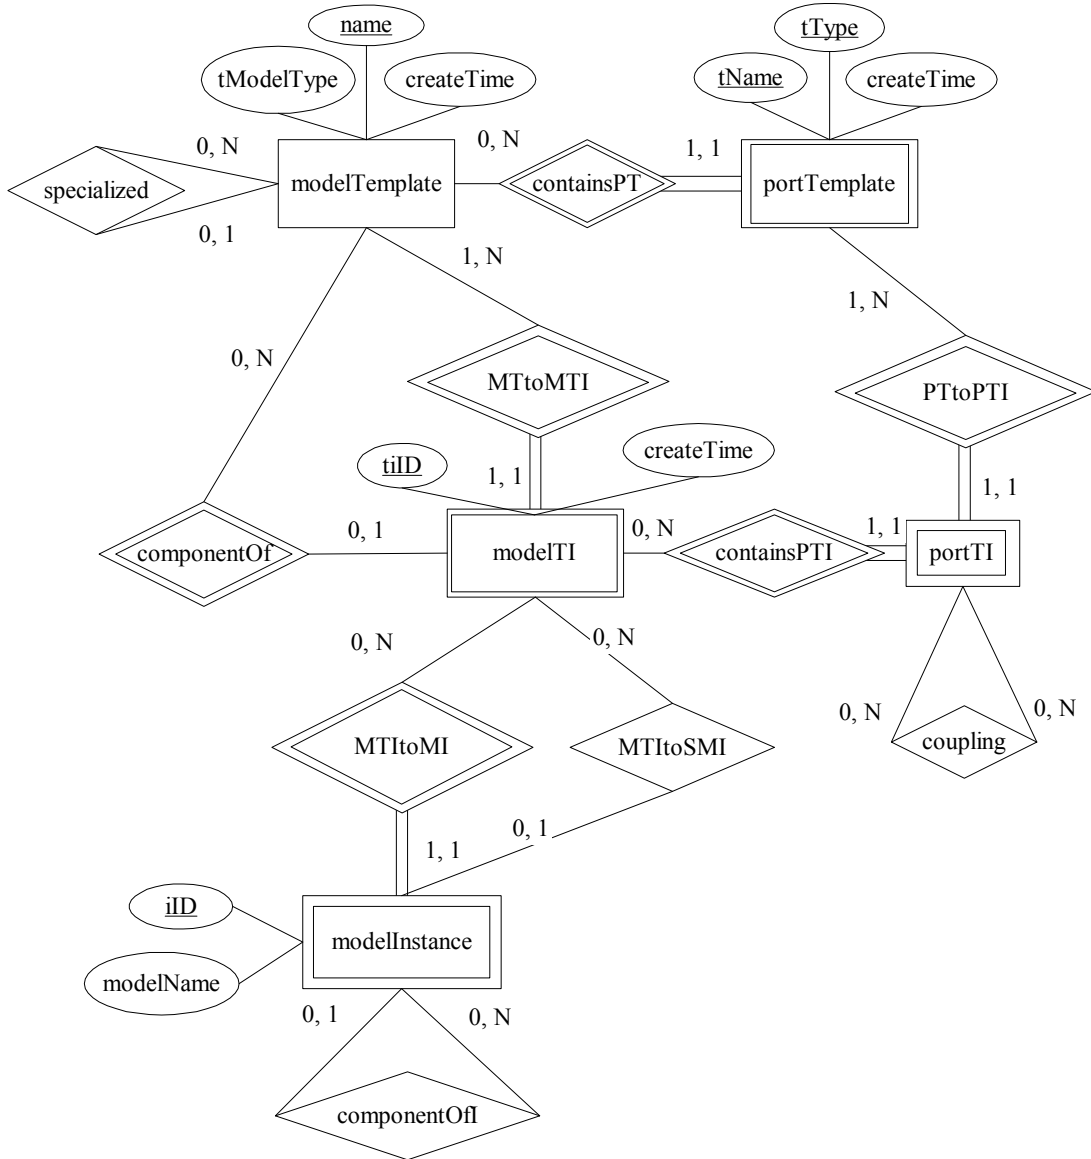 name
tType
tModelType
createTime
tName
createTime
0, N
0, N
1, 1
specialized
modelTemplate
containsPT
portTemplate
0, 1
1, N
1, N
0, N
MTtoMTI
PTtoPTI
tiID
createTime
1, 1
1, 1
componentOf
0, 1
modelTI
0, N
containsPTI
1, 1
portTI
0, N
0, N
0, N
0, N
MTItoMI
MTItoSMI
coupling
0, 1
1, 1
iID
modelInstance
modelName
0, 1
0, N
componentOfI